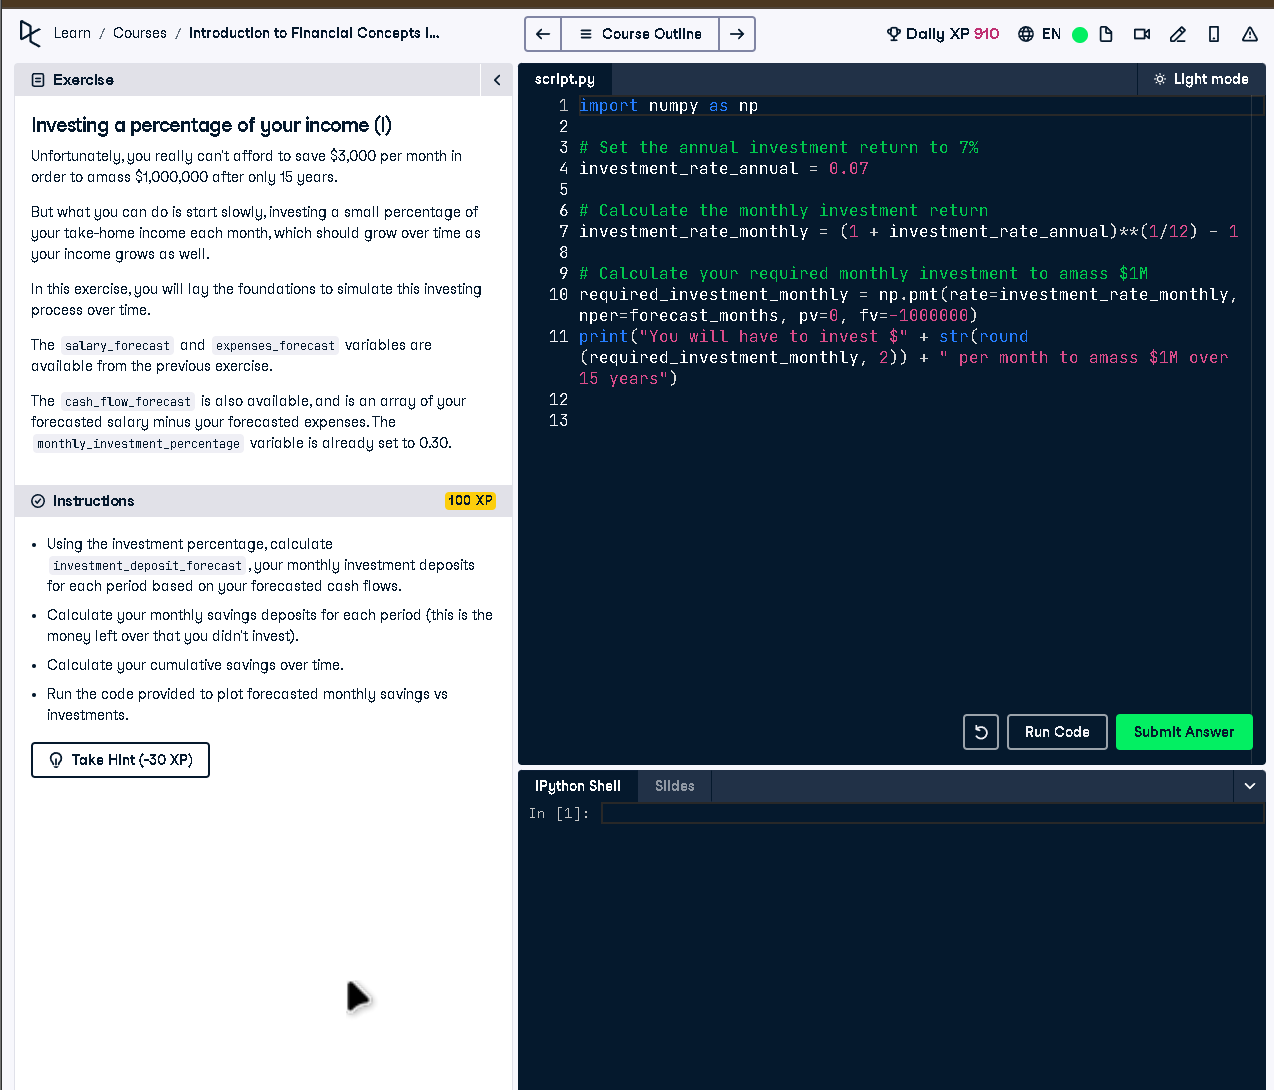 Learn / Courses / Introduction to Financial Concepts i...
Course Outline
Daily XP 910
EN
Exercise
Investing a percentage of your income (I)
Unfortunately, you really can't afford to save $3,000 per month in
order to amass $1,000,000 after only 15 years.
But what you can do is start slowly, investing a small percentage of
your take-home income each month, which should grow over time as
your income grows as well.
In this exercise, you will lay the foundations to simulate this investing
process over time.
The salary_forecast and expenses_forecast variables are
available from the previous exercise.
The cash_flow_forecast is also available, and is an array of your
forecasted salary minus your forecasted expenses. The
monthly_investment_percentage variable is already set to 0.30.
Instructions
100 XP
• Using the investment percentage, calculate
investment_deposit_forecast , your monthly investment deposits
for each period based on your forecasted cash flows.
• Calculate your monthly savings deposits for each period (this is the
money left over that you didn't invest).
• Calculate your cumulative savings over time.
• Run the code provided to plot forecasted monthly savings vs
investments.
Take Hint (-30 XP)
script.py
Light mode
1 import numpy as np
2
3 # Set the annual investment return to 7%
4 investment_rate_annual = 0.07
5
6 # Calculate the monthly investment return
7 investment_rate_monthly = (1 + investment_rate_annual)**(1/12) - 1
8
9 # Calculate your required monthly investment to amass $1M
10 required_investment_monthly = np.pmt(rate=investment_rate_monthly,
nper=forecast_months, pv=0, fv=-1000000)
11 print("You will have to invest $" + str(round
(required_investment_monthly, 2)) + " per month to amass $1M over
15 years")
12
13
Run Code
Submit Answer
IPython Shell
Slides
In [1]: